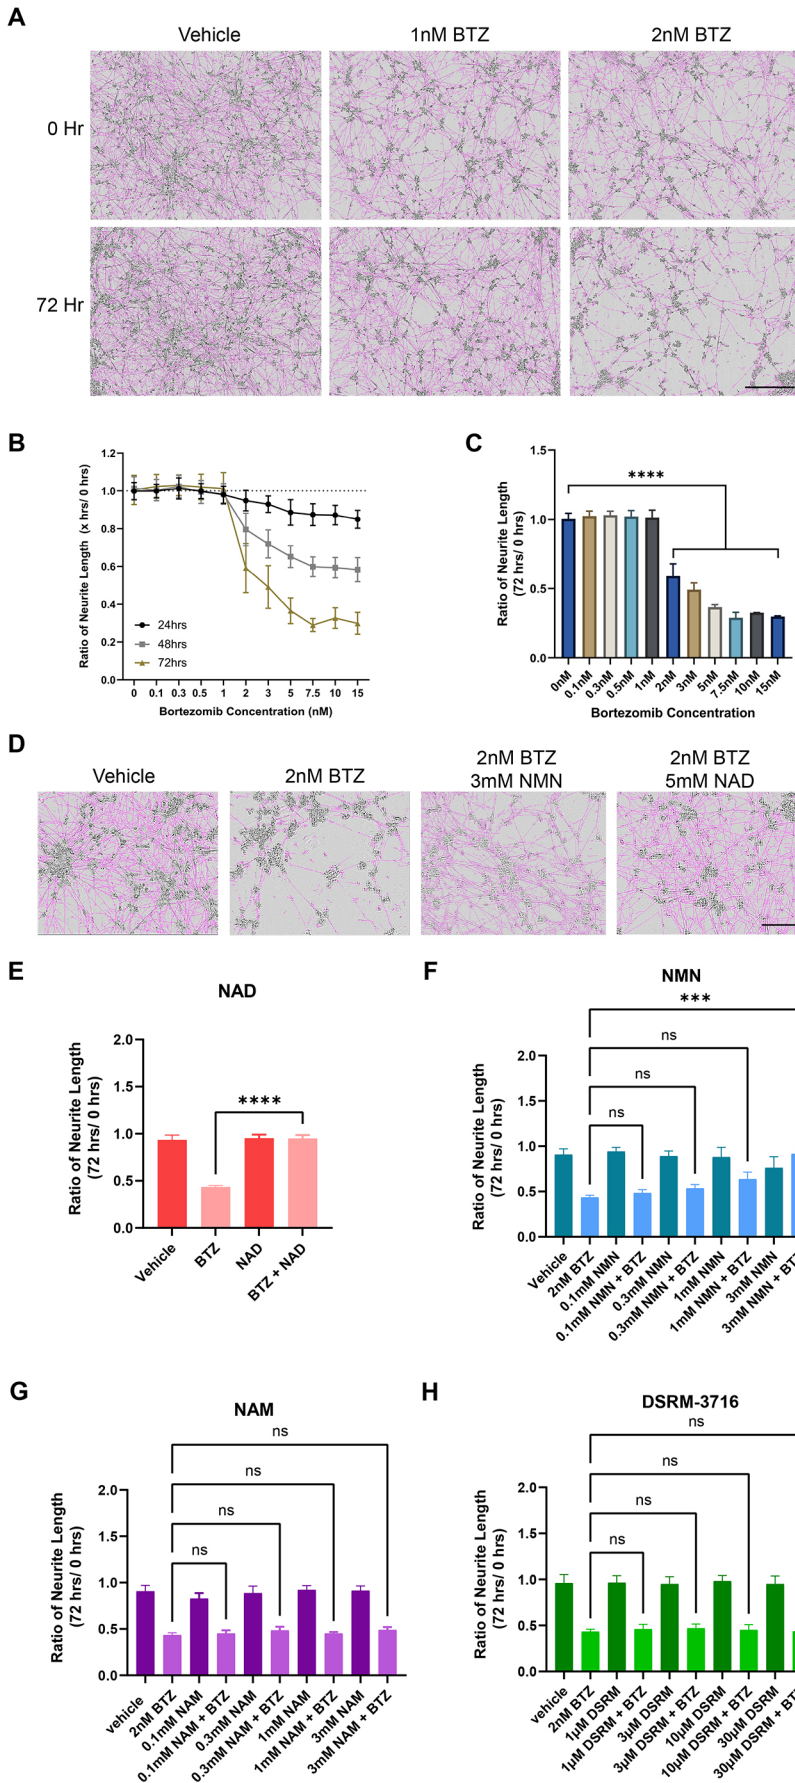 A
Vehicle
1nM BTZ
2nM BTZ
0 Hr
72 Hr
B
Ratio of Neurite Length (x hrs/ 0 hrs)
1.2
1.0
0.8
0.6
0.4
0.2
0.0
24hrs
48hrs
72hrs
0
0.1
0.3
0.5
1
2
3
5
7.5
10
15
Bortezomib Concentration (nM)
C
Ratio of Neurite Length
(72 hrs/ 0 hrs)
1.5
1.0
0.5
0.0
****
0nM
0.1nM
0.3nM
0.5nM
1nM
2nM
3nM
5nM
7.5nM
10nM
15nM
Bortezomib Concentration
D
Vehicle
2nM BTZ
2nM BTZ
3mM NMN
2nM BTZ
5mM NAD
E
NAD
Ratio of Neurite Length
(72 hrs/ 0 hrs)
2.0
1.5
1.0
0.5
0.0
****
Vehicle
BTZ
NAD
BTZ + NAD
F
NMN
***
ns
ns
ns
Ratio of Neurite Length
(72 hrs/ 0 hrs)
2.0
1.5
1.0
0.5
0.0
Vehicle
2nM BTZ
0.1mM NMN
0.1mM NMN + BTZ
0.3mM NMN
0.3mM NMN + BTZ
1mM NMN
1mM NMN + BTZ
3mM NMN
3mM NMN + BTZ
G
NAM
ns
ns
ns
ns
Ratio of Neurite Length
(72 hrs/ 0 hrs)
2.0
1.5
1.0
0.5
0.0
vehicle
2nM BTZ
0.1mM NAM
0.1mM NAM + BTZ
0.3mM NAM
0.3mM NAM + BTZ
1mM NAM
1mM NAM + BTZ
3mM NAM
3mM NAM + BTZ
H
DSRM-3716
ns
ns
ns
ns
Ratio of Neurite Length
(72 hrs/ 0 hrs)
2.0
1.5
1.0
0.5
0.0
vehicle
2nM BTZ
1µM DSRM
1µM DSRM + BTZ
3µM DSRM
3µM DSRM + BTZ
10µM DSRM
10µM DSRM + BTZ
30µM DSRM
30µM DSRM + BTZ